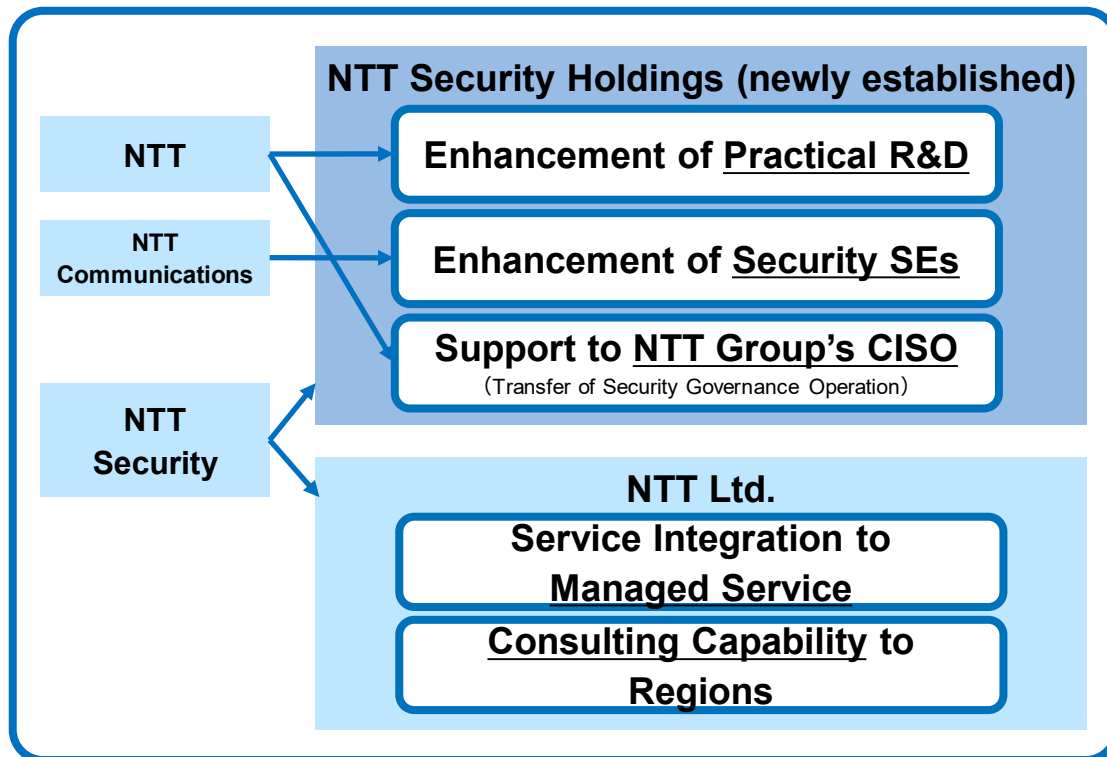 NTT Security Holdings (newly established)
NTT
Enhancement of Practical R&D
NTT
Communications
Enhancement of Security SEs
Support to NTT Group’s CISO
（Transfer of Security Governance Operation）
NTT
Security
NTT Ltd.
Service Integration to
Managed Service
Consulting Capability to
Regions